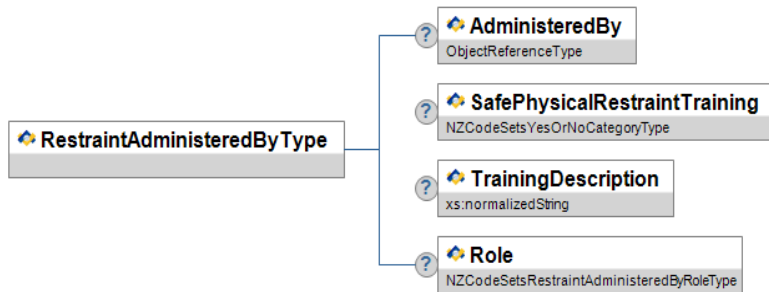 ? AdministeredBy
ObjectReferenceType
? SafePhysicalRestraintTraining
NZCodeSetsYesOrNoCategoryType
RestraintAdministeredByType
? TrainingDescription
xs:normalizedString
? Role
NZCodeSetsRestraintAdministeredByRoleType